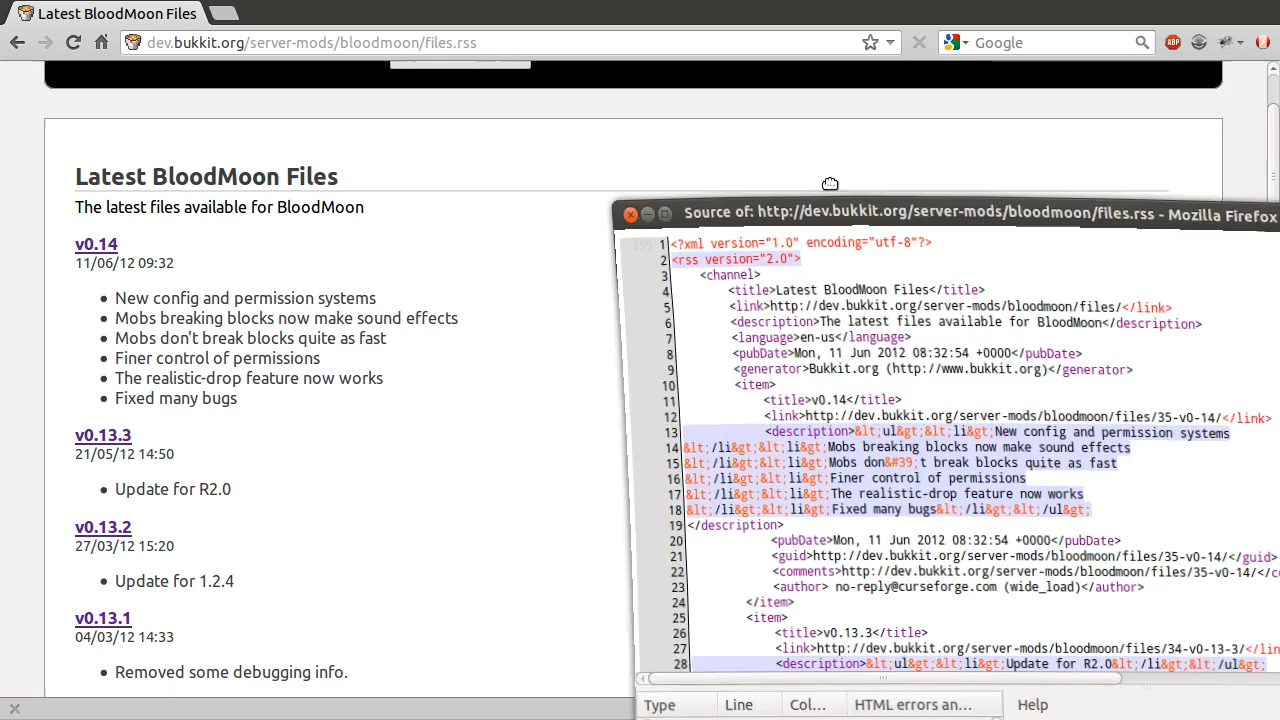 Latest BloodMoon Files
dev.bukkit.org/server-mods/bloodmoon/files.rss
Google
ABP
Latest BloodMoon Files
The latest files available for BloodMoon
v0.14
11/06/12 09:32
New config and permission systems
Mobs breaking blocks now make sound effects
Mobs don't break blocks quite as fast
Finer control of permissions
The realistic-drop feature now works
Fixed many bugs
v0.13.3
21/05/12 14:50
Update for R2.0
v0.13.2
27/03/12 15:20
Update for 1.2.4
v0.13.1
04/03/12 14:33
Removed some debugging info.
Source of: http://dev.bukkit.org/server-mods/bloodmoon/files.rss - Mozilla Firefox
1 <?xml version="1.0" encoding="utf-8"?>
2 <rss version="2.0">
3 <channel>
4 <title>Latest BloodMoon Files</title>
5 <link>http://dev.bukkit.org/server-mods/bloodmoon/files/</link>
6 <description>The latest files available for BloodMoon</description>
7 <language>en-us</language>
8 <pubDate>Mon, 11 Jun 2012 08:32:54 +0000</pubDate>
9 <generator>Bukkit.org (http://www.bukkit.org)</generator>
10 <item>
11 <title>v0.14</title>
12 <link>http://dev.bukkit.org/server-mods/bloodmoon/files/35-v0-14/</link>
13 <description>&lt;ul&gt;&lt;li&gt;New config and permission systems
14 &lt;/li&gt;&lt;li&gt;Mobs breaking blocks now make sound effects
15 &lt;/li&gt;&lt;li&gt;Mobs don&#39;t break blocks quite as fast
16 &lt;/li&gt;&lt;li&gt;Finer control of permissions
17 &lt;/li&gt;&lt;li&gt;The realistic-drop feature now works
18 &lt;/li&gt;&lt;li&gt;Fixed many bugs&lt;/li&gt;&lt;/ul&gt;
19 </description>
20 <pubDate>Mon, 11 Jun 2012 08:32:54 +0000</pubDate>
21 <guid>http://dev.bukkit.org/server-mods/bloodmoon/files/35-v0-14/</guid>
22 <comments>http://dev.bukkit.org/server-mods/bloodmoon/files/35-v0-14/</co
23 <author> no-reply@curseforge.com (wide_load)</author>
24 </item>
25 <item>
26 <title>v0.13.3</title>
27 <link>http://dev.bukkit.org/server-mods/bloodmoon/files/34-v0-13-3/</lin
28 <description>&lt;ul&gt;&lt;li&gt;Update for R2.0&lt;/li&gt;&lt;/ul&gt;
Type Line Col... HTML errors an... Help